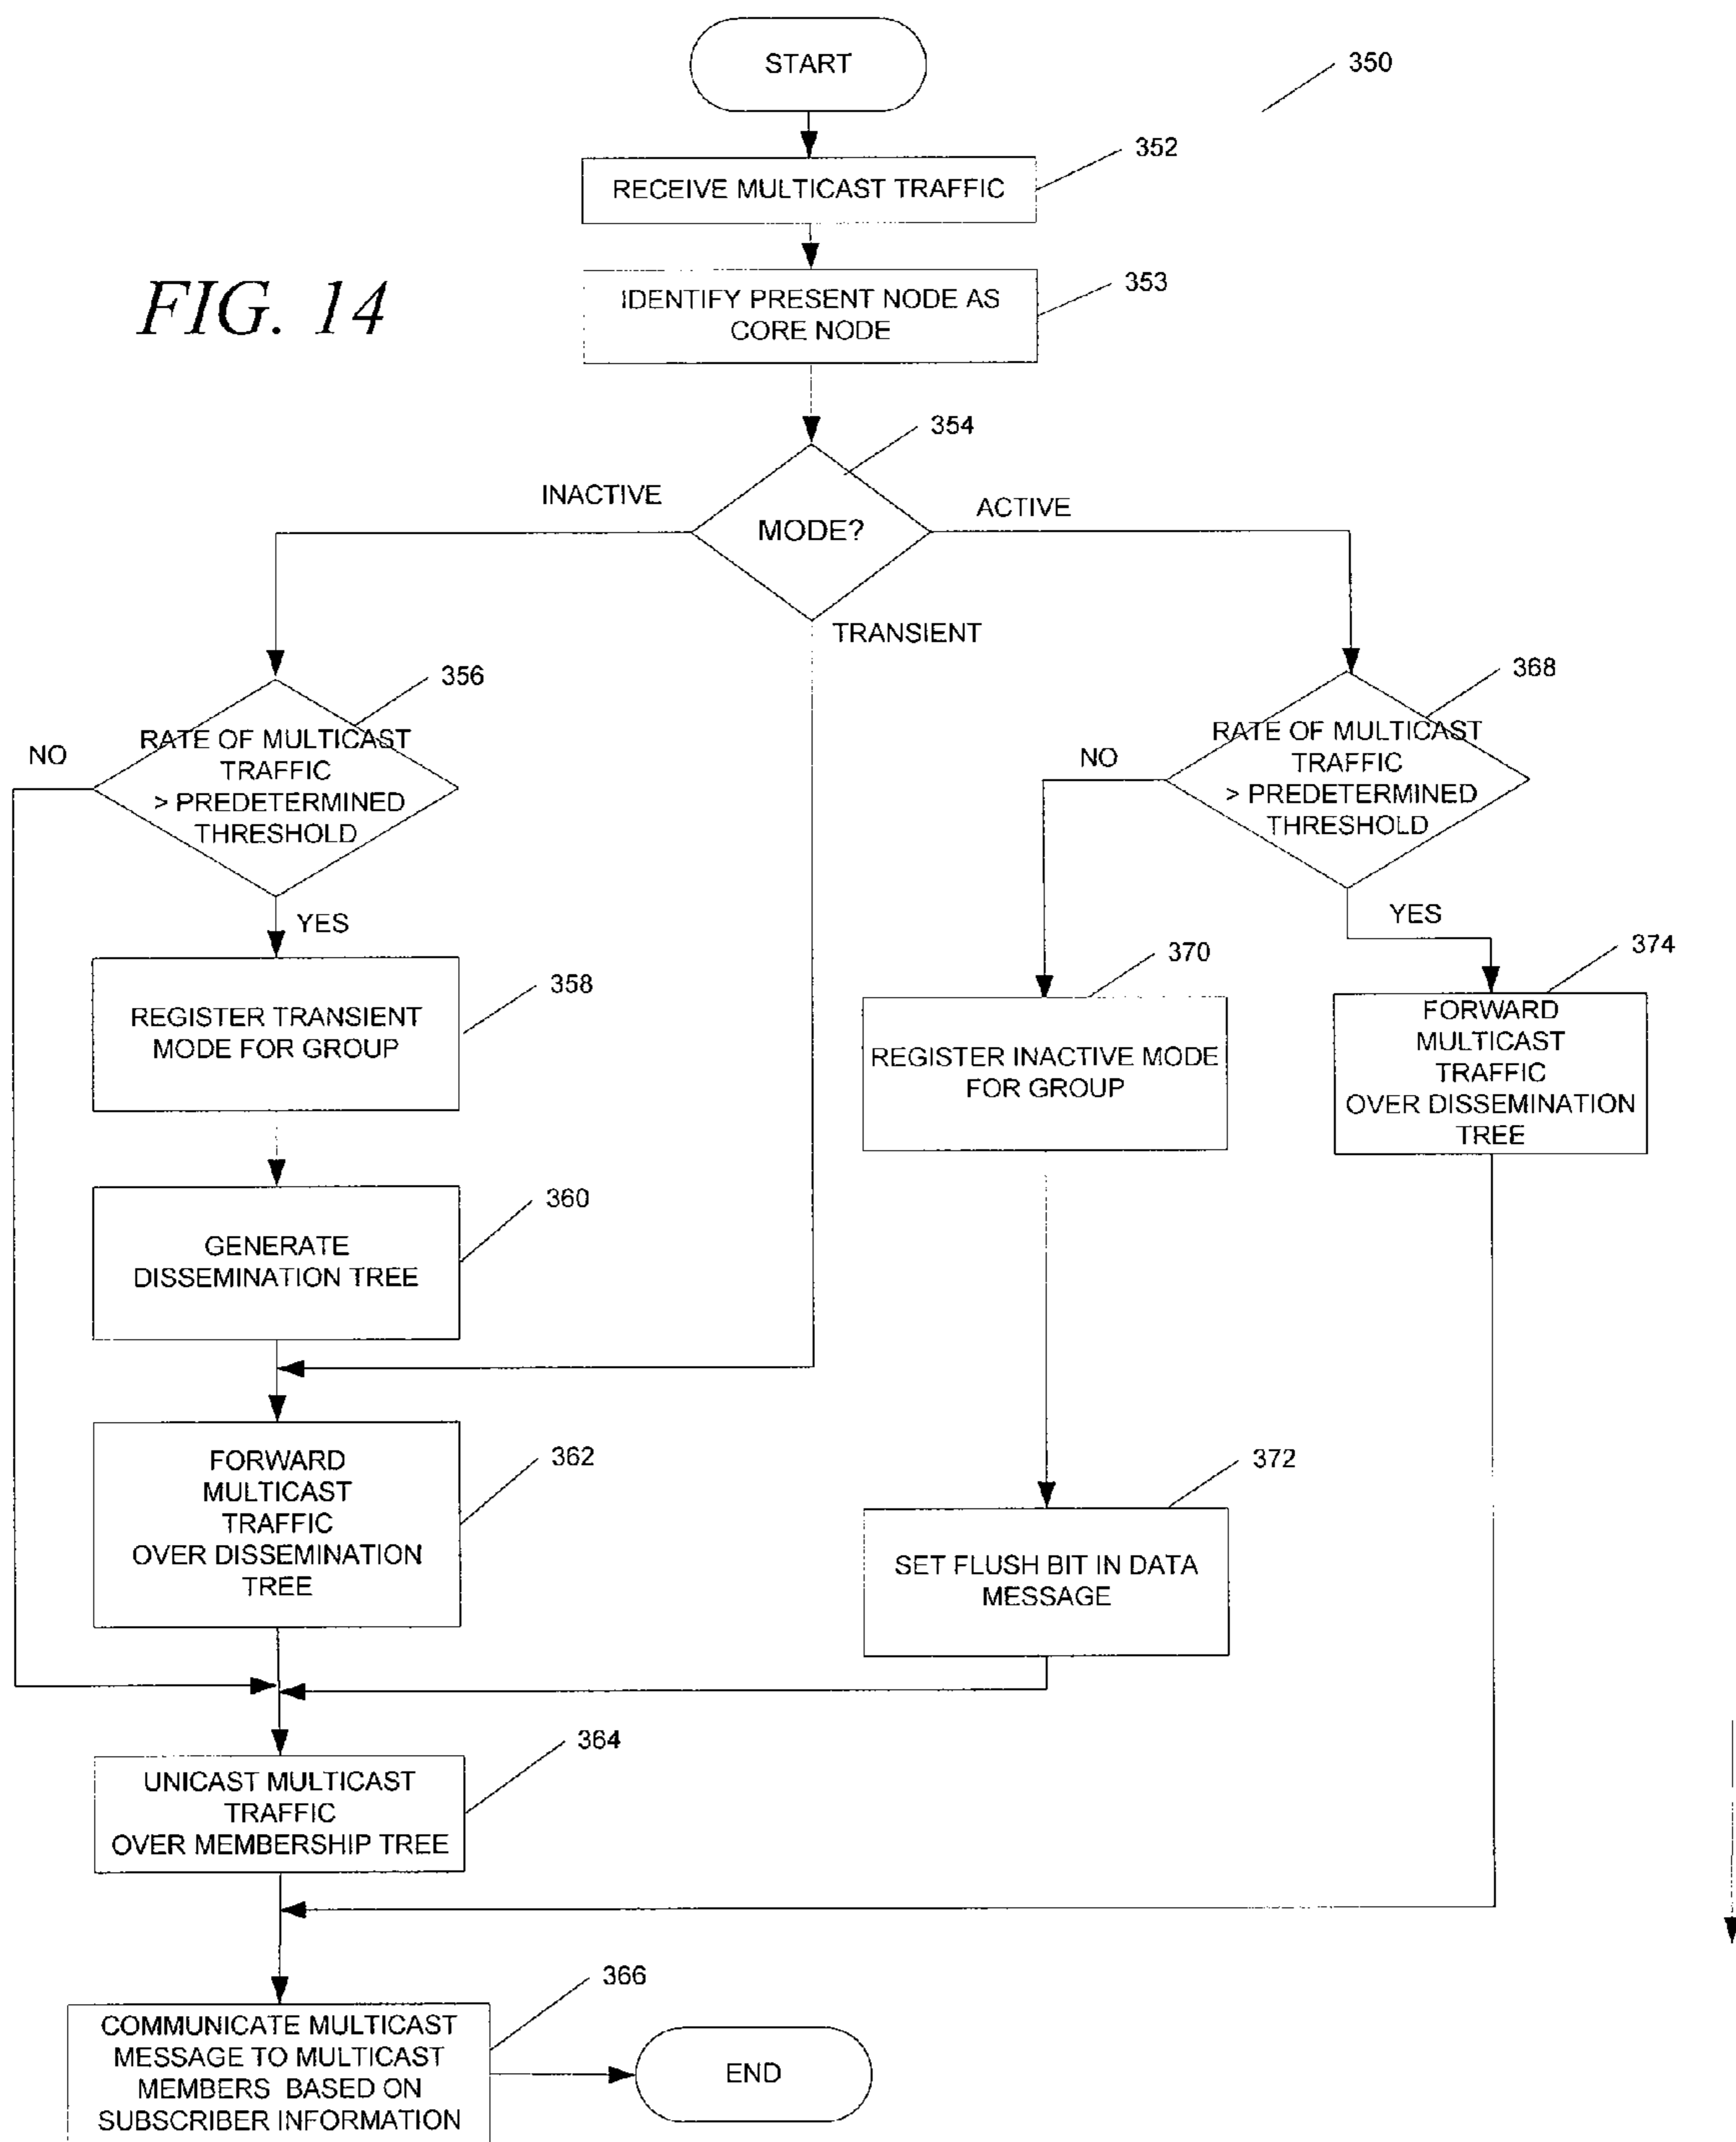 START
350
352
RECEIVE MULTICAST TRAFFIC
FIG. 14
353
IDENTIFY PRESENT NODE AS
CORE NODE
354
INACTIVE
MODE?
ACTIVE
TRANSIENT
356
RATE OF MULTICAST
TRAFFIC
> PREDETERMINED
THRESHOLD
NO
YES
368
RATE OF MULTICAST
TRAFFIC
> PREDETERMINED
THRESHOLD
NO
YES
358
REGISTER TRANSIENT
MODE FOR GROUP
370
REGISTER INACTIVE MODE
FOR GROUP
374
FORWARD
MULTICAST
TRAFFIC
OVER DISSEMINATION
TREE
360
GENERATE
DISSEMINATION TREE
362
FORWARD
MULTICAST
TRAFFIC
OVER DISSEMINATION
TREE
372
SET FLUSH BIT IN DATA
MESSAGE
364
UNICAST MULTICAST
TRAFFIC
OVER MEMBERSHIP TREE
366
COMMUNICATE MULTICAST
MESSAGE TO MULTICAST
MEMBERS BASED ON
SUBSCRIBER INFORMATION
END